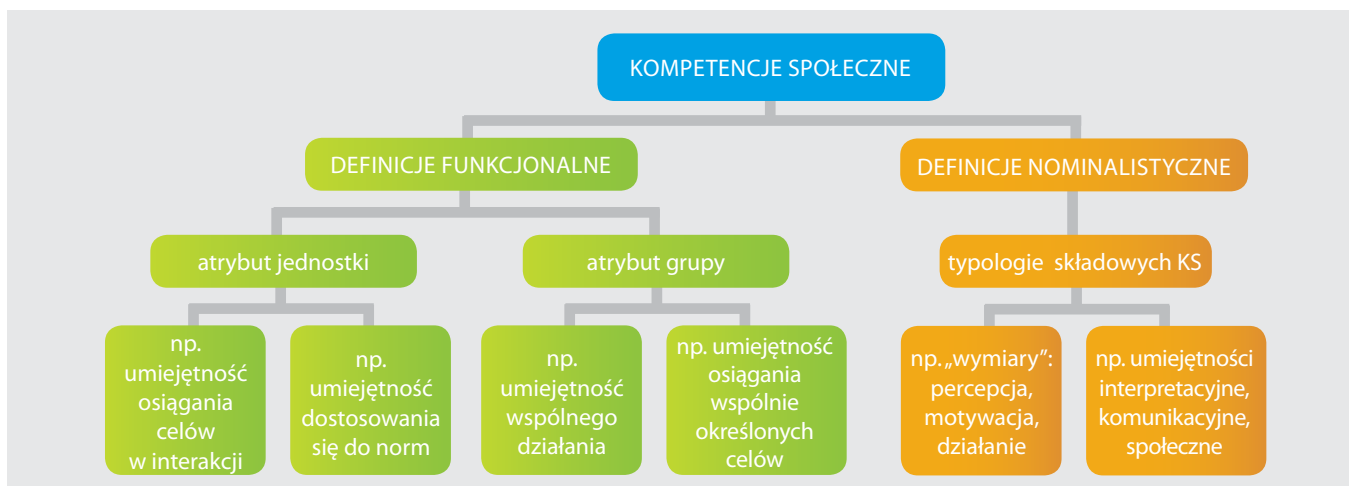 KOMPETENCJE SPOŁECZNE
DEFINICJE FUNKCJONALNE
DEFINICJE NOMINALISTYCZNE
atrybut jednostki
atrybut grupy
typologie składowych KS
np.
umiejętność
osiągania
celów
w interakcji
np.
umiejętność
dostosowania
się do norm
np.
umiejętność
wspólnego
działania
np. umiejętność
osiągania
wspólnie
określonych
celów
np. „wymiary”:
percepcja,
motywacja,
działanie
np. umiejętności
interpretacyjne,
komunikacyjne,
społeczne